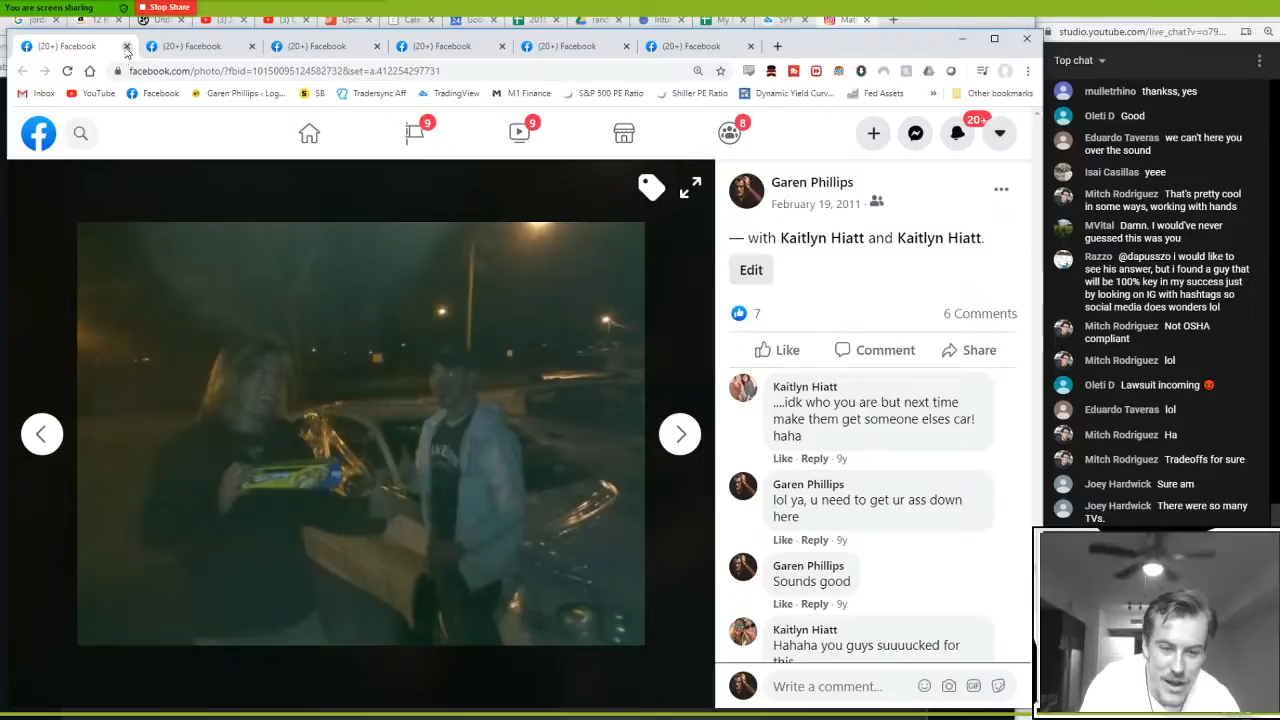 You are screen sharing
Stop Share
(20+) Facebook
(20+) Facebook
(20+) Facebook
(20+) Facebook
(20+) Facebook
(20+) Facebook
studio.youtube.com/live_chat?v=o79...
facebook.com/photo/?fbid=10150095124582732&set=a.412254297731
Inbox
YouTube
Facebook
Garen Phillips ‹ Log...
SB
Tradersync Aff
TradingView
M1 Finance
S&P 500 PE Ratio
Shiller PE Ratio
Dynamic Yield Curv...
Fed Assets
»
Other bookmarks
9
9
8
20+
Garen Phillips
February 19, 2011 ·
— with Kaitlyn Hiatt and Kaitlyn Hiatt.
Edit
7
6 Comments
Like
Comment
Share
Kaitlyn Hiatt
....idk who you are but next time
make them get someone elses car!
haha
Like · Reply · 9y
Garen Phillips
lol ya, u need to get ur ass down
here
Like · Reply · 9y
Garen Phillips
Sounds good
Like · Reply · 9y
Kaitlyn Hiatt
Hahaha you guys suuuucked for
this
Write a comment...
GIF
Top chat
mulletrhino thankss, yes
Oleti D Good
Eduardo Taveras we can't here you
over the sound
Isai Casillas yeee
Mitch Rodriguez That's pretty cool
in some ways, working with hands
MVital Damn. I would've never
guessed this was you
Razzo @dapusszo i would like to
see his answer, but i found a guy that
will be 100% key in my success just
by looking on IG with hashtags so
social media does wonders lol
Mitch Rodriguez Not OSHA
compliant
Mitch Rodriguez lol
Oleti D Lawsuit incoming
Eduardo Taveras lol
Mitch Rodriguez Ha
Mitch Rodriguez Tradeoffs for sure
Joey Hardwick Sure am
Joey Hardwick There were so many
TVs.